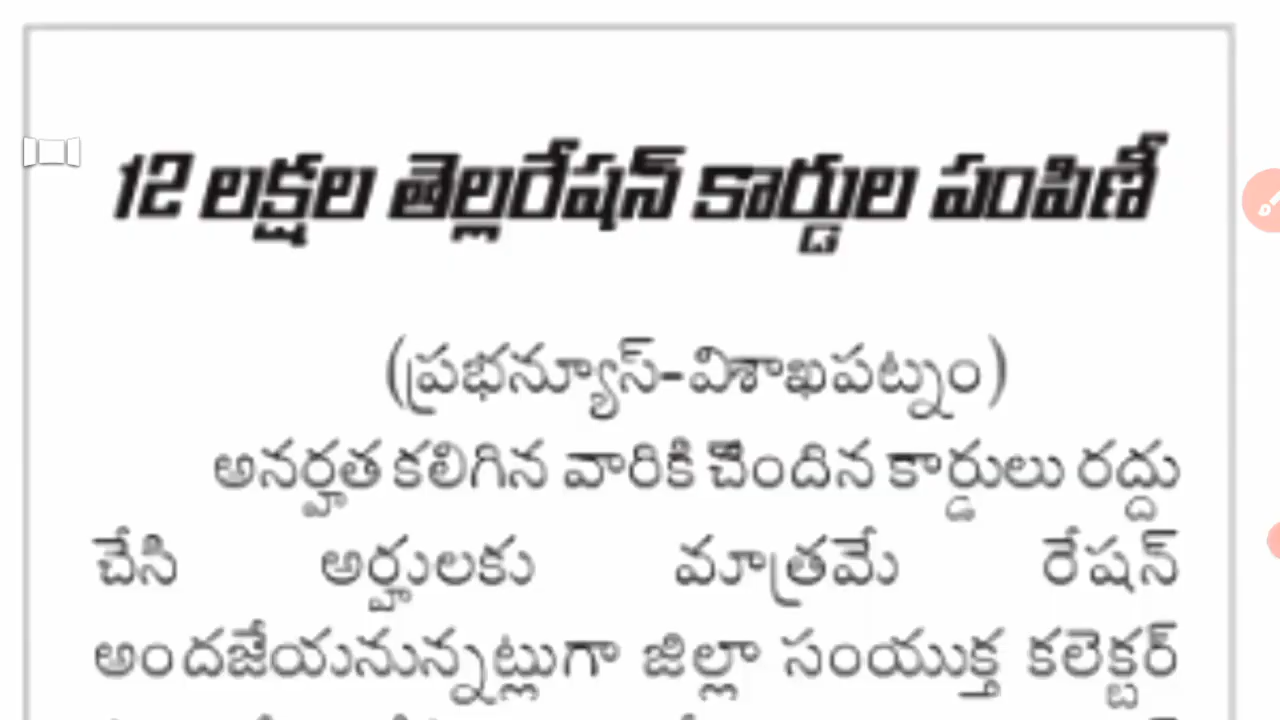 12 లక్షల తెల్లరేషన్ కార్డుల పంపిణీ
(ప్రభన్యూస్-విశాఖపట్నం)
అనర్హత కలిగిన వారికి చెందిన కార్డులు రద్దు
చేసి అర్హులకు మాత్రమే రేషన్
అందజేయనున్నట్లుగా జిల్లా సంయుక్త కలెక్టర్